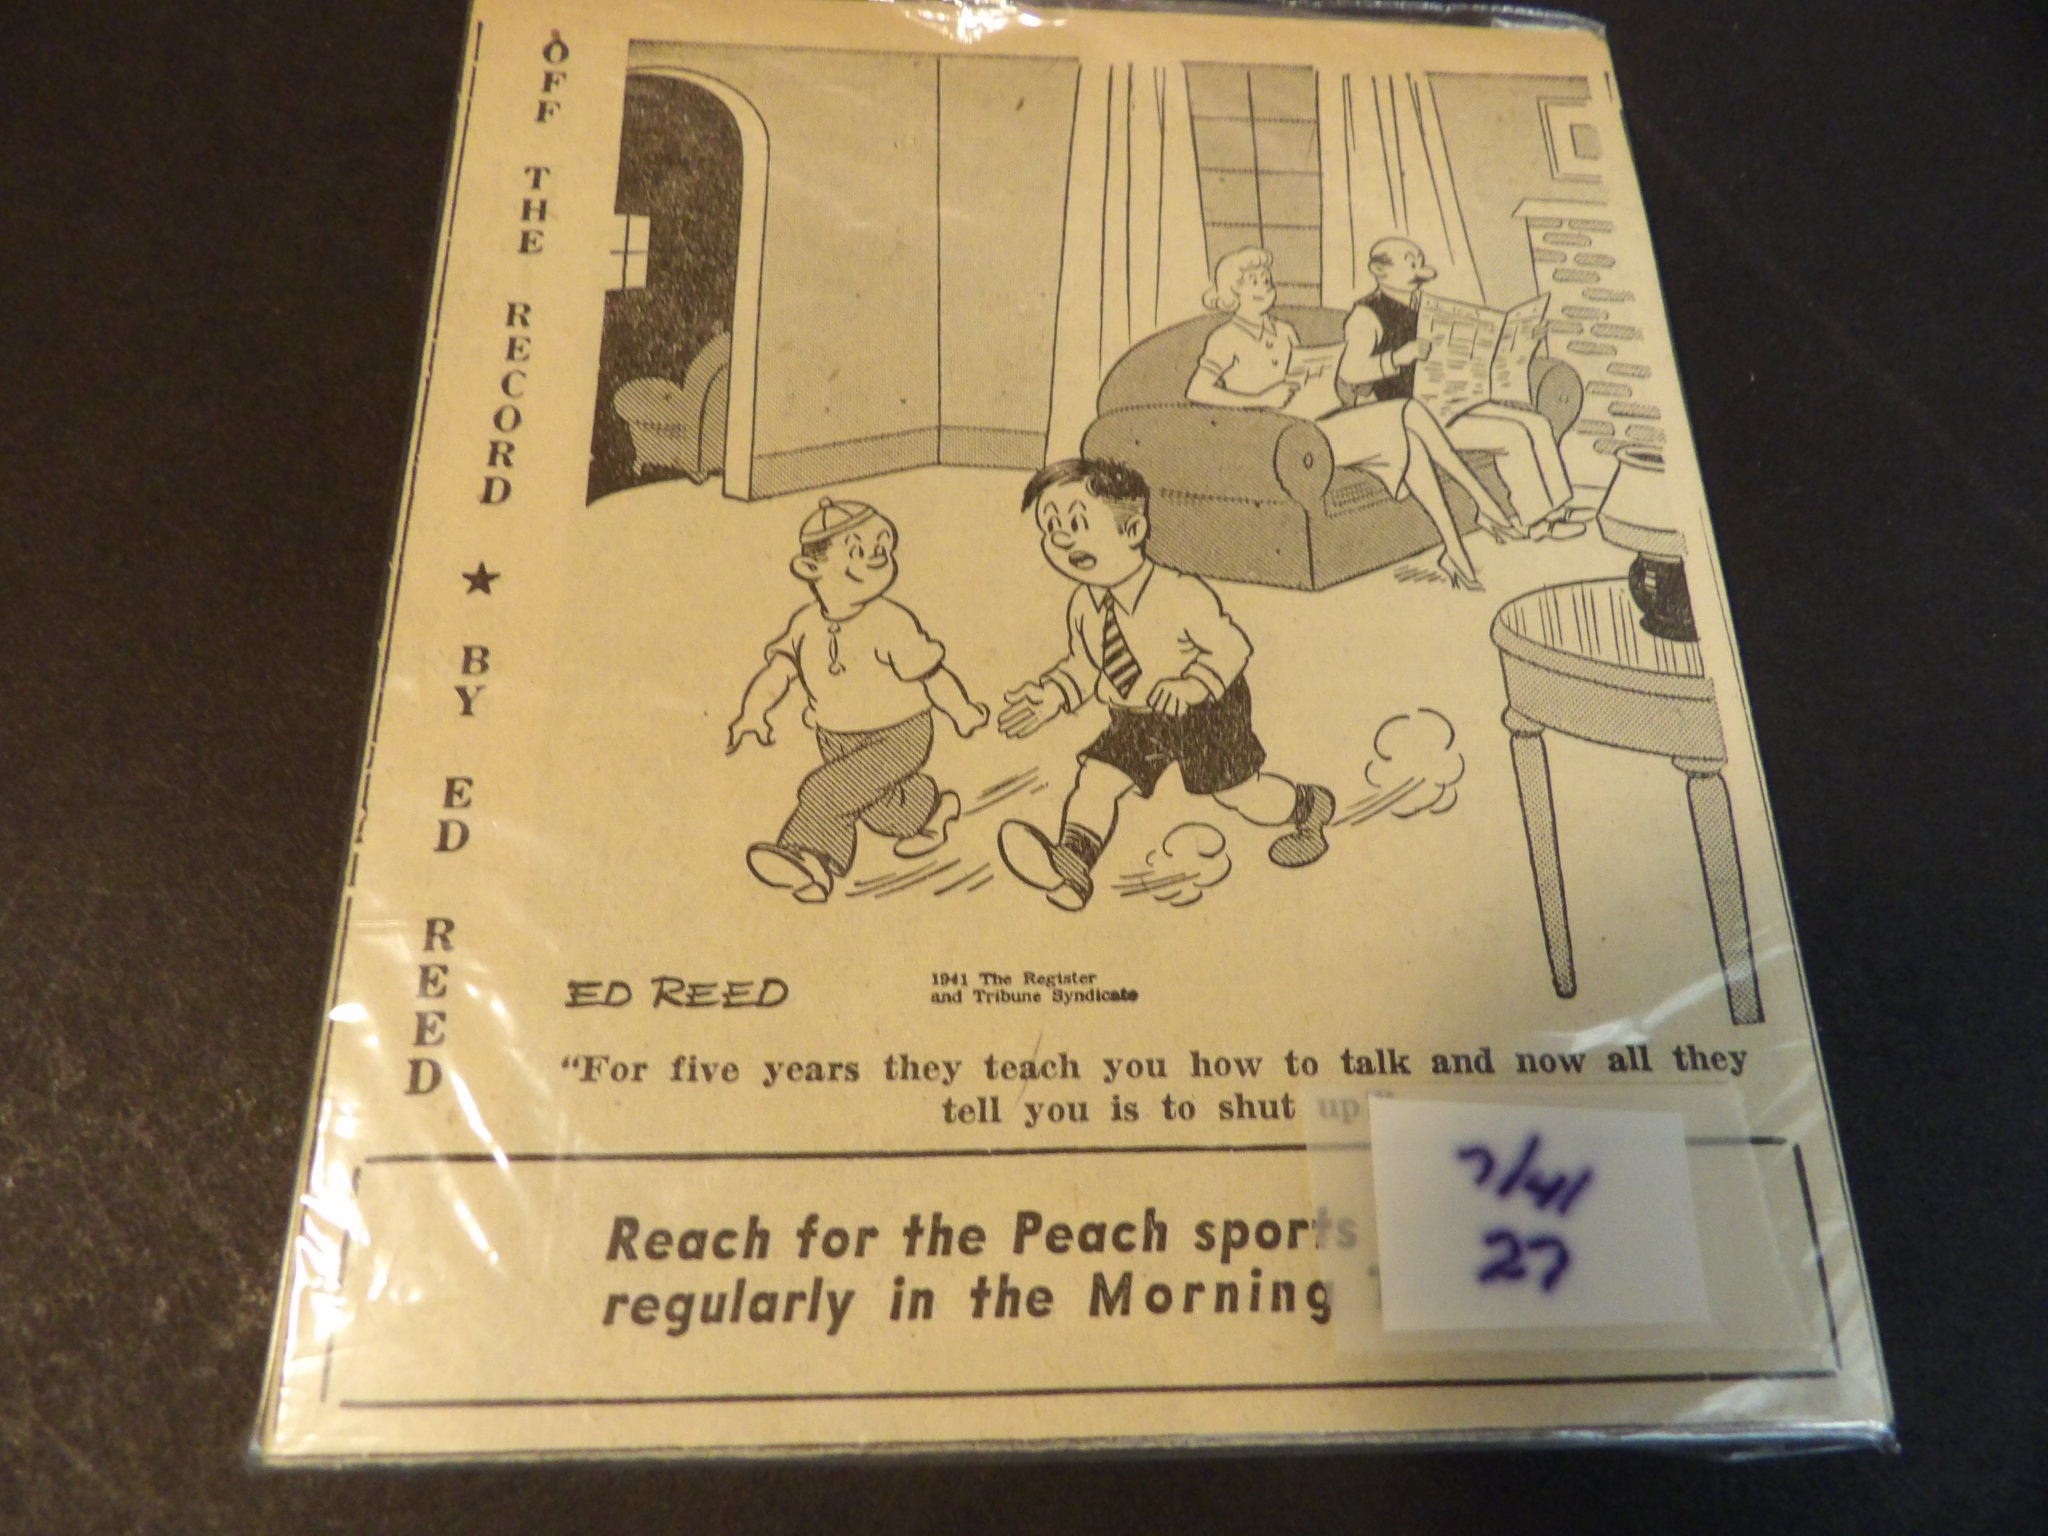 OFF THE RECORD ★ BY ED REED
ED REED
1941 The Register
and Tribune Syndicate
“For five years they teach you how to talk and now all they
tell you is to shut up”
Reach for the Peach sports
regularly in the Morning
7/41
27